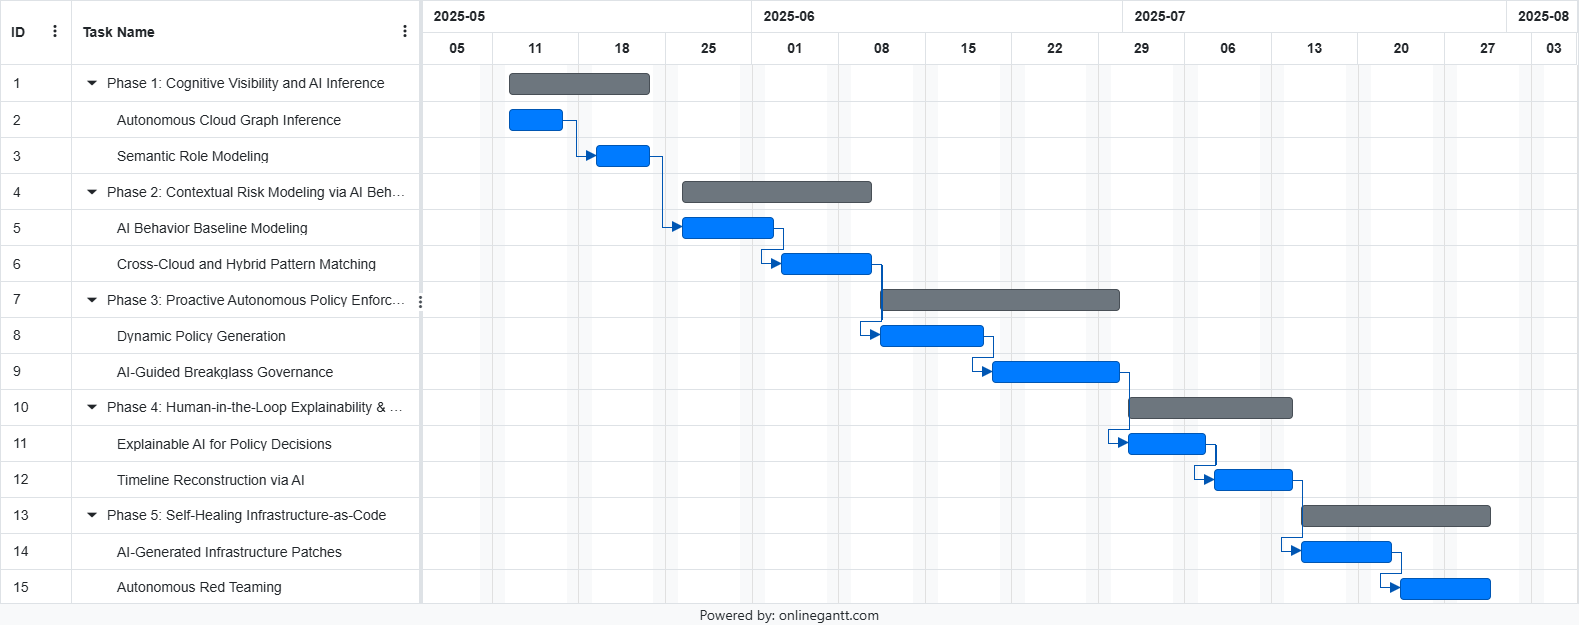 ID Task Name 2025-05 2025-06 2025-07 2025-08
05 11 18 25 01 08 15 22 29 06 13 20 27 03
1 Phase 1: Cognitive Visibility and AI Inference
2 Autonomous Cloud Graph Inference
3 Semantic Role Modeling
4 Phase 2: Contextual Risk Modeling via AI Beh...
5 AI Behavior Baseline Modeling
6 Cross-Cloud and Hybrid Pattern Matching
7 Phase 3: Proactive Autonomous Policy Enforc...
8 Dynamic Policy Generation
9 AI-Guided Breakglass Governance
10 Phase 4: Human-in-the-Loop Explainability & ...
11 Explainable AI for Policy Decisions
12 Timeline Reconstruction via AI
13 Phase 5: Self-Healing Infrastructure-as-Code
14 AI-Generated Infrastructure Patches
15 Autonomous Red Teaming
Powered by: onlinegantt.com